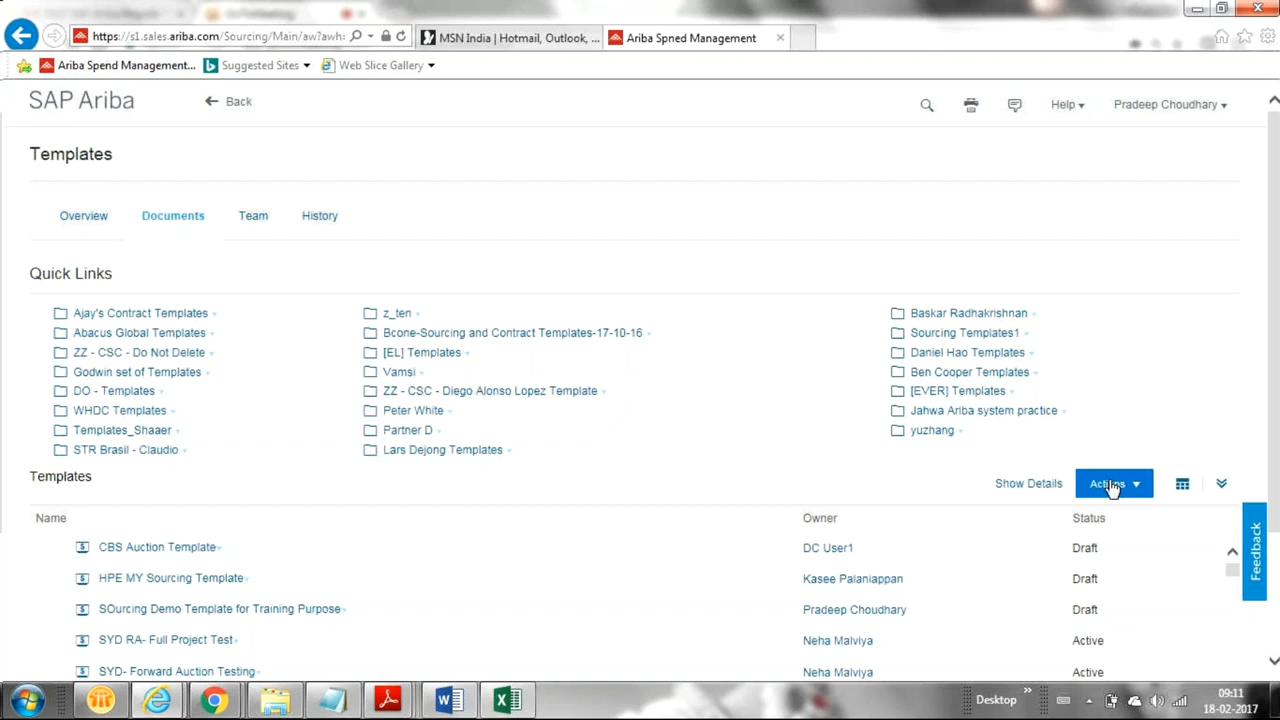 https://s1.sales.ariba.com/Sourcing/Main/aw?awh:
MSN India | Hotmail, Outlook, ...
Ariba Spned Management
Ariba Spend Management...
Suggested Sites
Web Slice Gallery
SAP Ariba
Back
Help
Pradeep Choudhary
Templates
Overview
Documents
Team
History
Quick Links
Ajay's Contract Templates
z_ten
Baskar Radhakrishnan
Abacus Global Templates
Bcone-Sourcing and Contract Templates-17-10-16
Sourcing Templates1
ZZ - CSC - Do Not Delete
[EL] Templates
Daniel Hao Templates
Godwin set of Templates
Vamsi
Ben Cooper Templates
DO - Templates
ZZ - CSC - Diego Alonso Lopez Template
[EVER] Templates
WHDC Templates
Peter White
Jahwa Ariba system practice
Templates_Shaaer
Partner D
yuzhang
STR Brasil - Claudio
Lars Dejong Templates
Templates
Show Details
Actions
Name
Owner
Status
CBS Auction Template
DC User1
Draft
HPE MY Sourcing Template
Kasee Palaniappan
Draft
SOurcing Demo Template for Training Purpose
Pradeep Choudhary
Draft
SYD RA- Full Project Test
Neha Malviya
Active
SYD- Forward Auction Testing
Neha Malviya
Active
Feedback
Desktop
09:11
18-02-2017